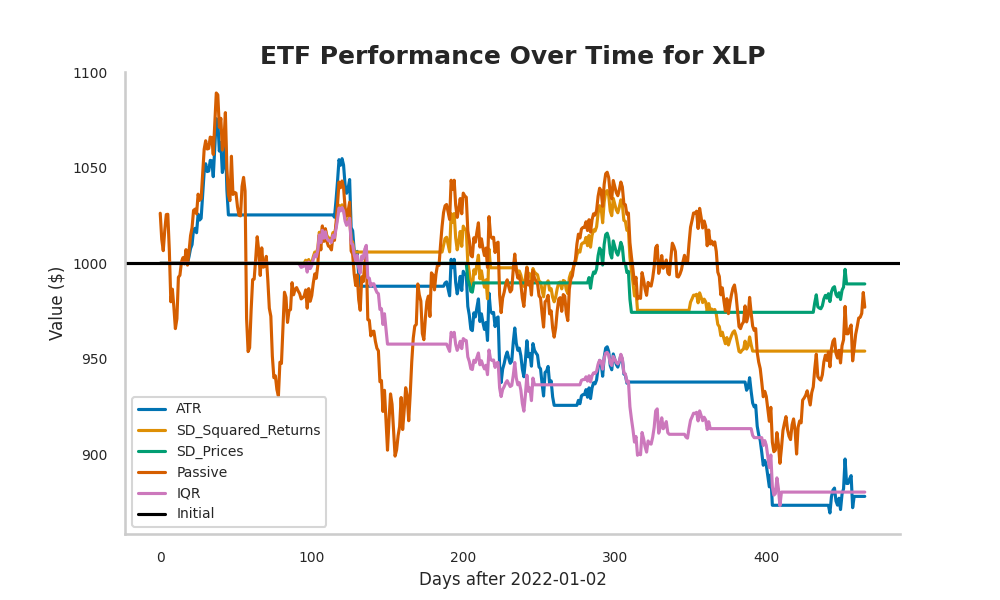 ETF Performance Over Time for XLP
1100
1050
1000
950
900
Value ($)
ATR
SD_Squared_Returns
SD_Prices
Passive
IQR
Initial
0 100 200 300 400
Days after 2022-01-02